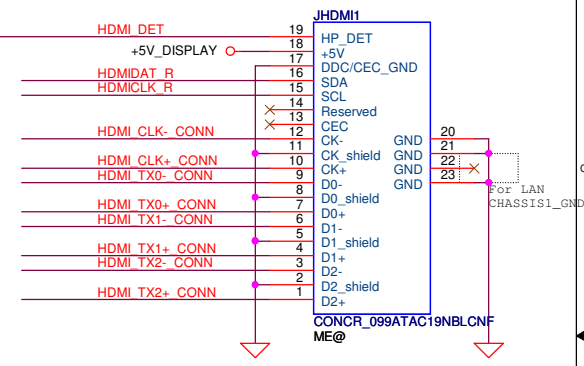 JHDMI1
HDMI_DET 19 HP_DET
+5V_DISPLAY 18 +5V
17 DDC/CEC_GND
HDMIDAT_R 16 SDA
HDMICLK_R 15 SCL
14 Reserved
13 CEC
HDMI_CLK-_CONN 12 CK- GND 20
11 CK_shield GND 21
HDMI_CLK+_CONN 10 CK+ GND 22
HDMI_TX0-_CONN 9 D0- GND 23
8 D0_shield
For LAN
HDMI_TX0+_CONN 7 D0+
CHASSIS1_GND
HDMI_TX1-_CONN 6 D1-
5 D1_shield
HDMI_TX1+_CONN 4 D1+
HDMI_TX2-_CONN 3 D2-
2 D2_shield
HDMI_TX2+_CONN 1 D2+
CONCR_099ATAC19NBLCNF
ME@